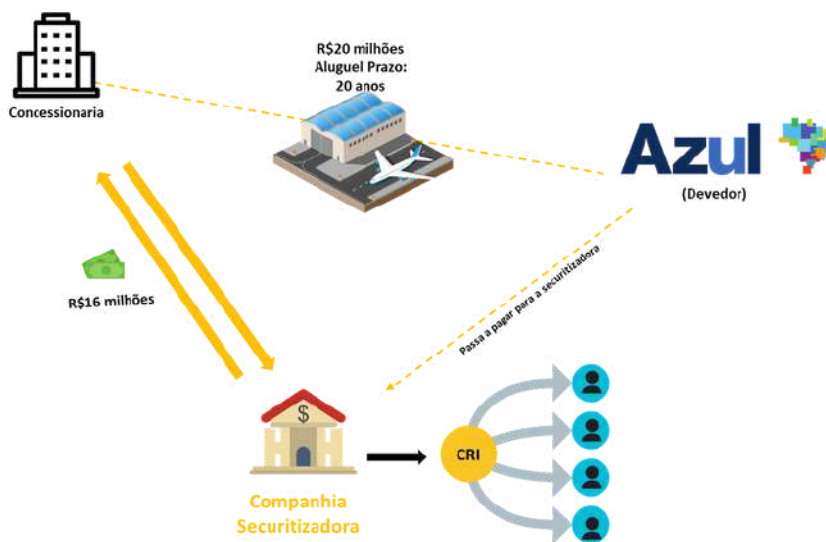 R$20 milhões
Aluguel Prazo:
20 anos
Concessionaria
Azul
(Devedor)
R$16 milhões
Passa a pagar para a securitizadora
$
CRI
Companhia
Securitizadora